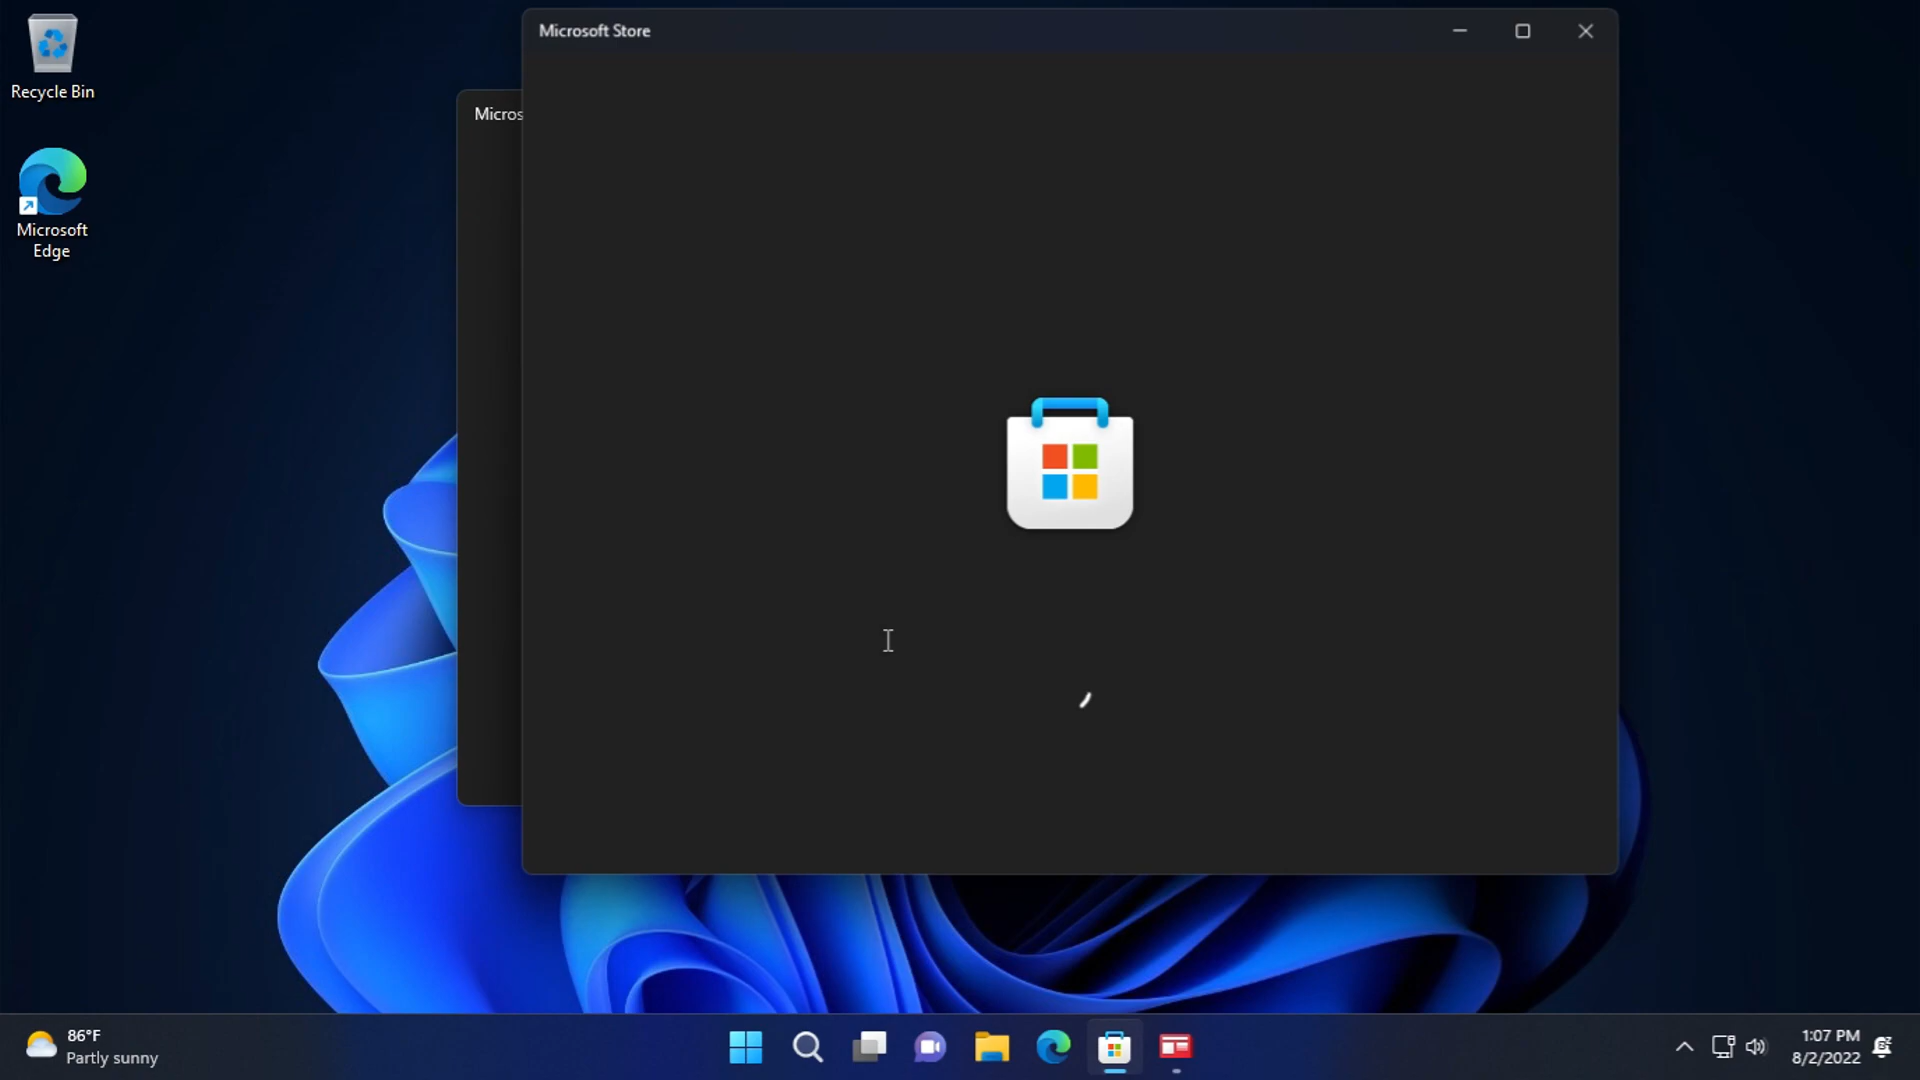 Recycle Bin
Microsoft
Edge
Microsoft Store
Micros
86°F
Partly sunny
1:07 PM
8/2/2022